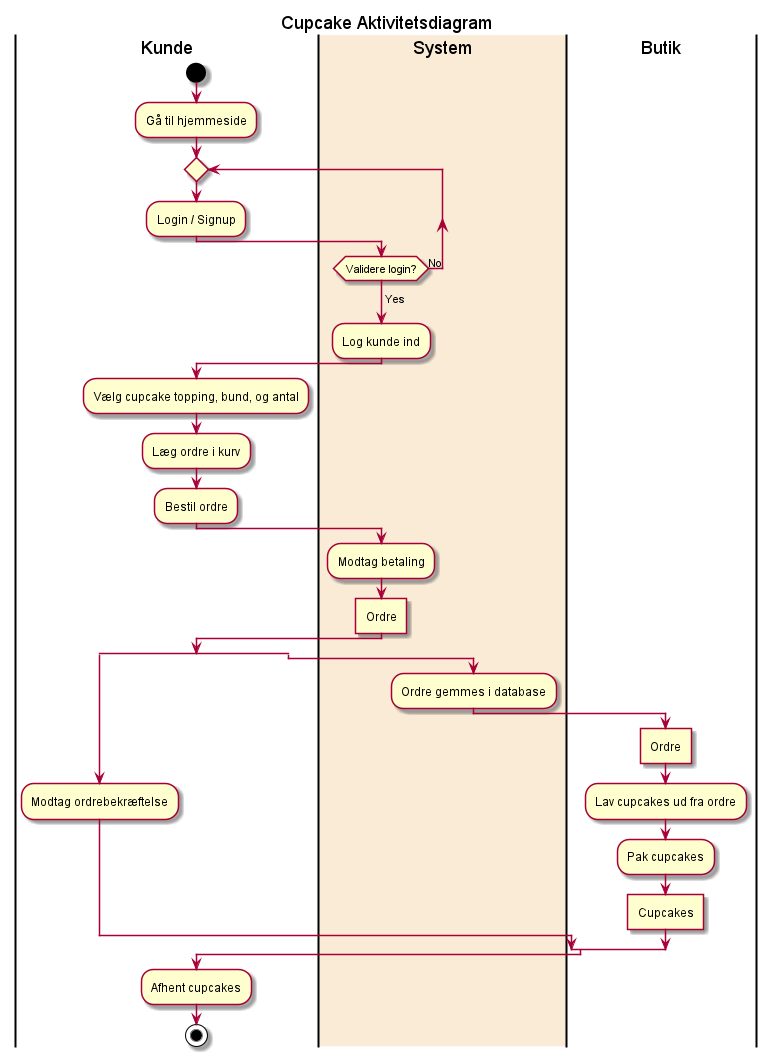 Cupcake Aktivitetsdiagram
Kunde
System
Butik
Gå til hjemmeside
Login / Signup
Validere login?
No
Yes
Log kunde ind
Vælg cupcake topping, bund, og antal
Læg ordre i kurv
Bestil ordre
Modtag betaling
Ordre
Ordre gemmes i database
Ordre
Modtag ordrebekræftelse
Lav cupcakes ud fra ordre
Pak cupcakes
Cupcakes
Afhent cupcakes